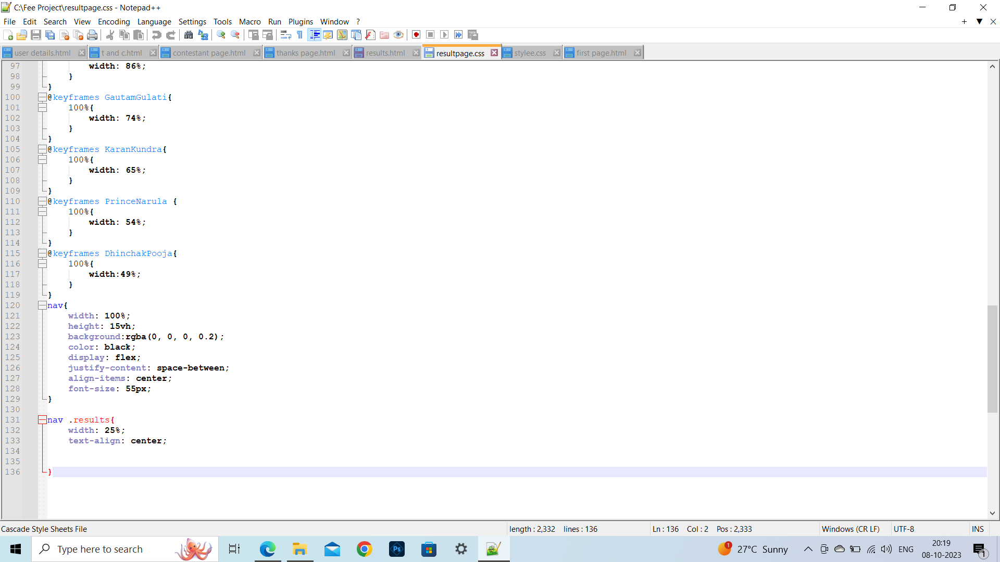 C:\Fee Project\resultpage.css - Notepad++
File Edit Search View Encoding Language Settings Tools Macro Run Plugins Window ?
user details.html t and c.html contestant page.html thanks page.html results.html resultpage.css stylee.css first page.html
97 width: 86%;
98 }
99 }
100 @keyframes GautamGulati{
101 100%{
102 width: 74%;
103 }
104 }
105 @keyframes KaranKundra{
106 100%{
107 width: 65%;
108 }
109 }
110 @keyframes PrinceNarula {
111 100%{
112 width: 54%;
113 }
114 }
115 @keyframes DhinchakPooja{
116 100%{
117 width:49%;
118 }
119 }
120 nav{
121 width: 100%;
122 height: 15vh;
123 background:rgba(0, 0, 0, 0.2);
124 color: black;
125 display: flex;
126 justify-content: space-between;
127 align-items: center;
128 font-size: 55px;
129 }
130
131 nav .results{
132 width: 25%;
133 text-align: center;
134
135
136 }
Cascade Style Sheets File length : 2,332 lines : 136 Ln : 136 Col : 2 Pos : 2,333 Windows (CR LF) UTF-8 INS
Type here to search Ps 1 27°C Sunny ENG 20:19
08-10-2023 1